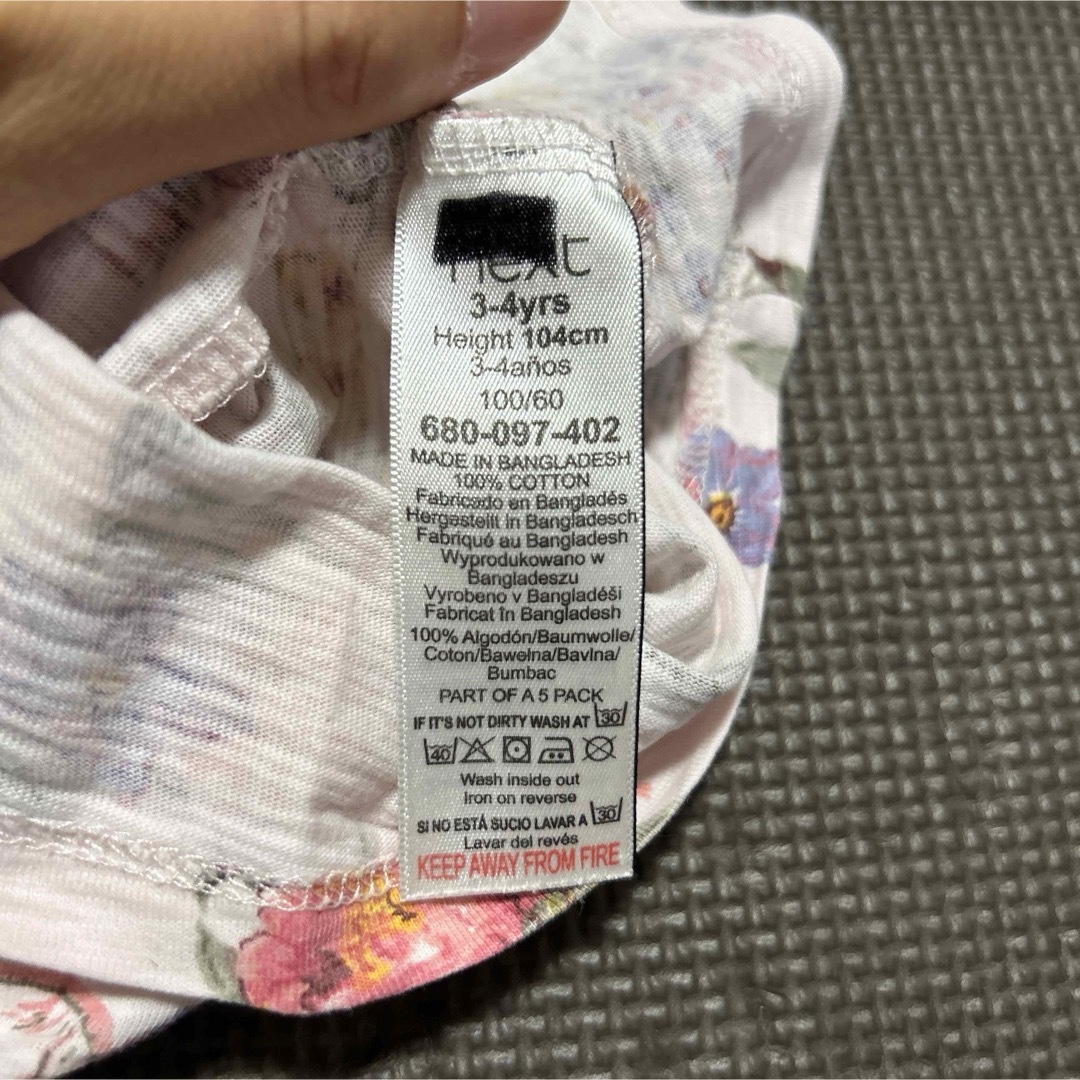 next
3-4yrs
Height 104cm
3-4años
100/60
680-097-402
MADE IN BANGLADESH
100% COTTON
Fabricado en Bangladés
Hergestellt in Bangladesch
Fabriqué au Bangladesh
Wyprodukowano w
Bangladeszu
Vyrobeno v Bangladéši
Fabricat în Bangladesh
100% Algodón/Baumwolle/
Coton/Bawełna/Bavlna/
Bumbac
PART OF A 5 PACK
IF IT'S NOT DIRTY WASH AT 30
40
Wash inside out
Iron on reverse
SI NO ESTÁ SUCIO LAVAR A 30
Lavar del revés
KEEP AWAY FROM FIRE